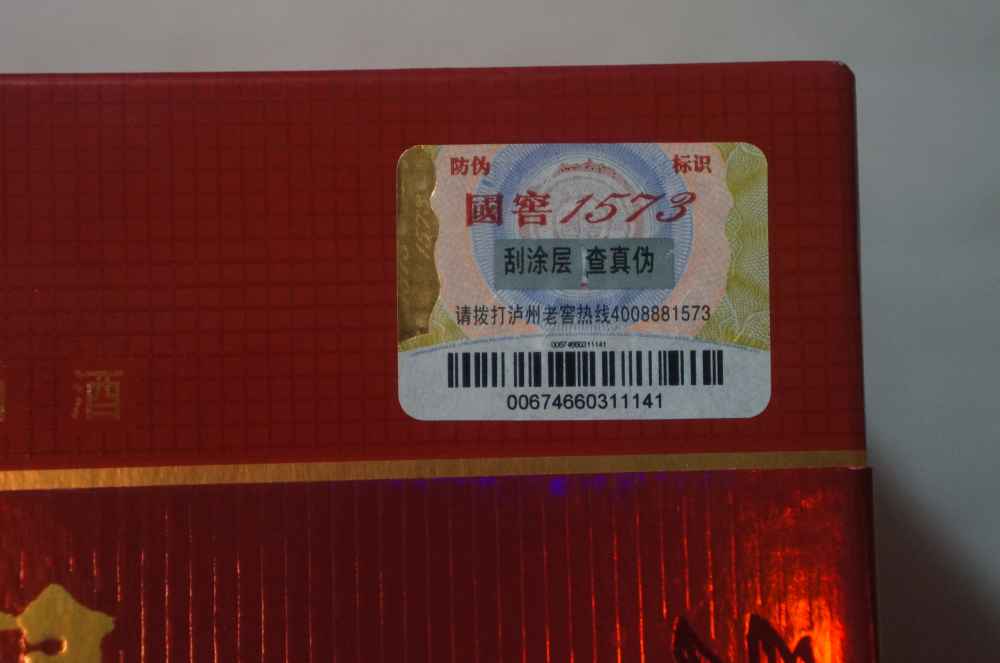 防伪 标识
國窖1573
刮涂层 查真伪
请拨打泸州老窖热线4008881573
00674660311141
00674660311141
酒